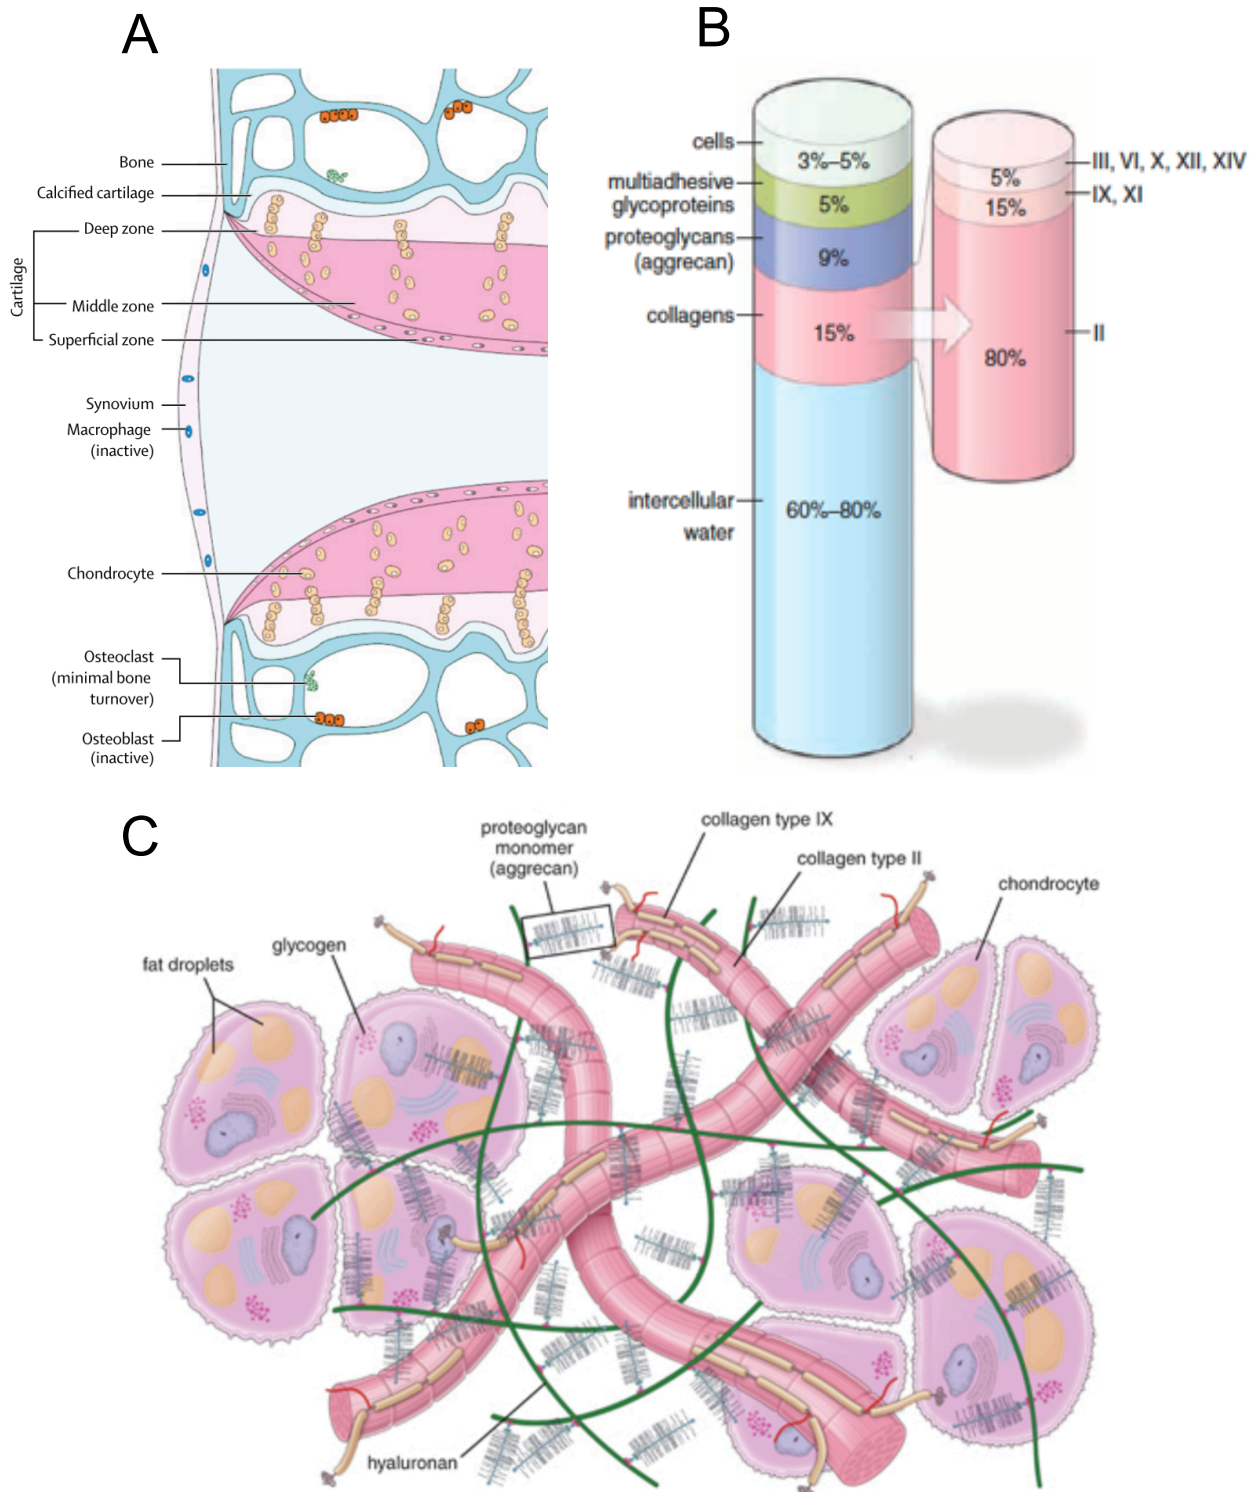 A
Bone
Calcified cartilage
Deep zone
Cartilage
Middle zone
Superficial zone
Synovium
Macrophage
(inactive)
Chondrocyte
Osteoclast
(minimal bone
turnover)
Osteoblast
(inactive)
B
cells
3%–5%
multiadhesive
glycoproteins
5%
proteoglycans
(aggrecan)
9%
collagens
15%
intercellular
water
60%–80%
5%
III, VI, X, XII, XIV
15%
IX, XI
80%
II
C
proteoglycan
monomer
(aggrecan)
collagen type IX
collagen type II
chondrocyte
glycogen
fat droplets
hyaluronan